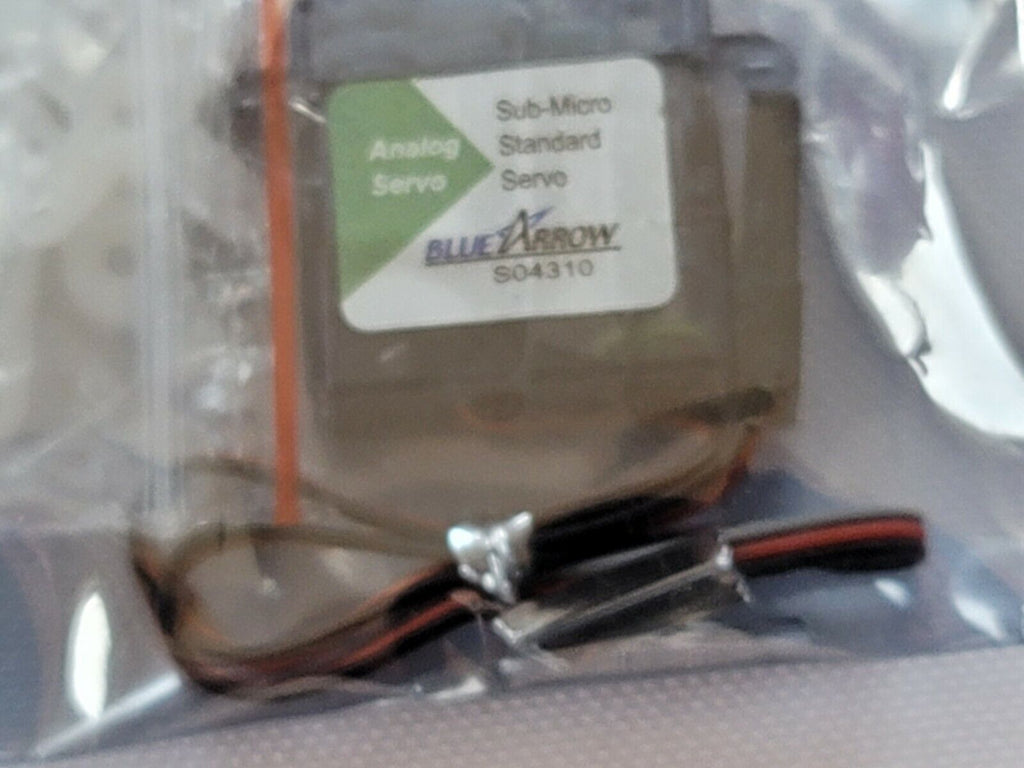 Analog
Servo
Sub-Micro
Standard
Servo
BLUE ARROW
S04310